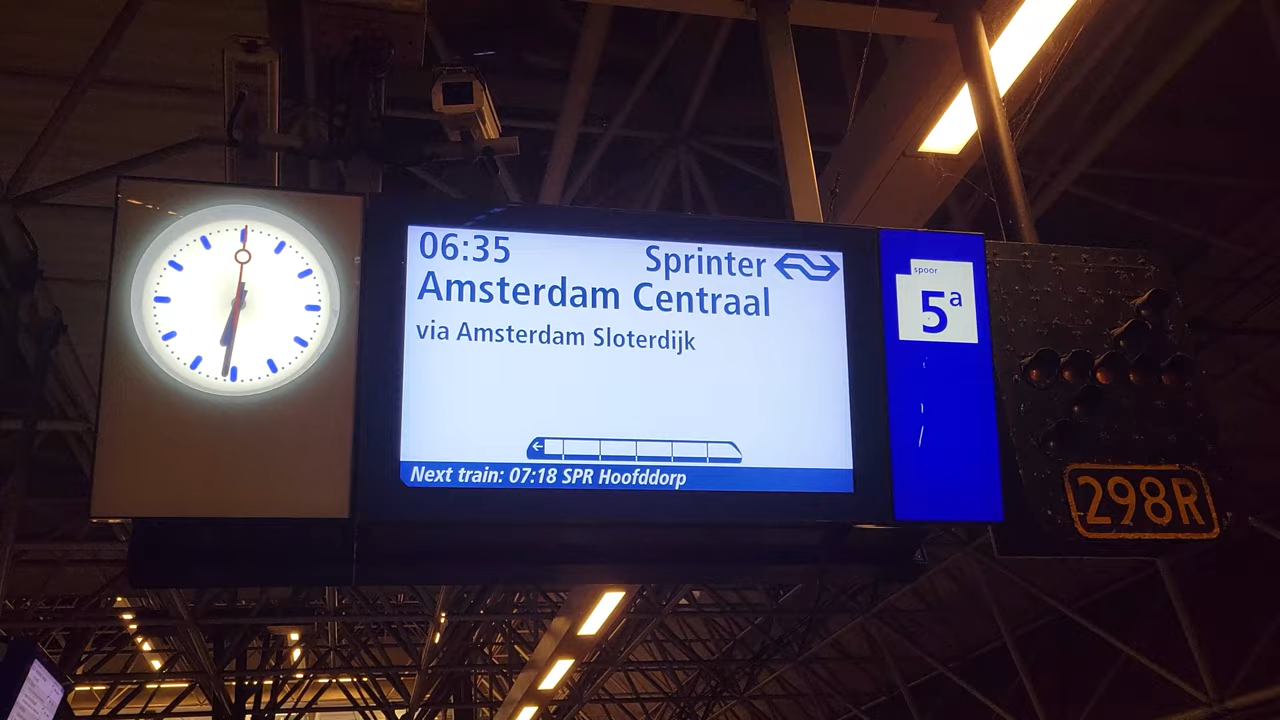 06:35
Sprinter
Amsterdam Centraal
via Amsterdam Sloterdijk
Next train: 07:18 SPR Hoofddorp
spoor
5a
298R